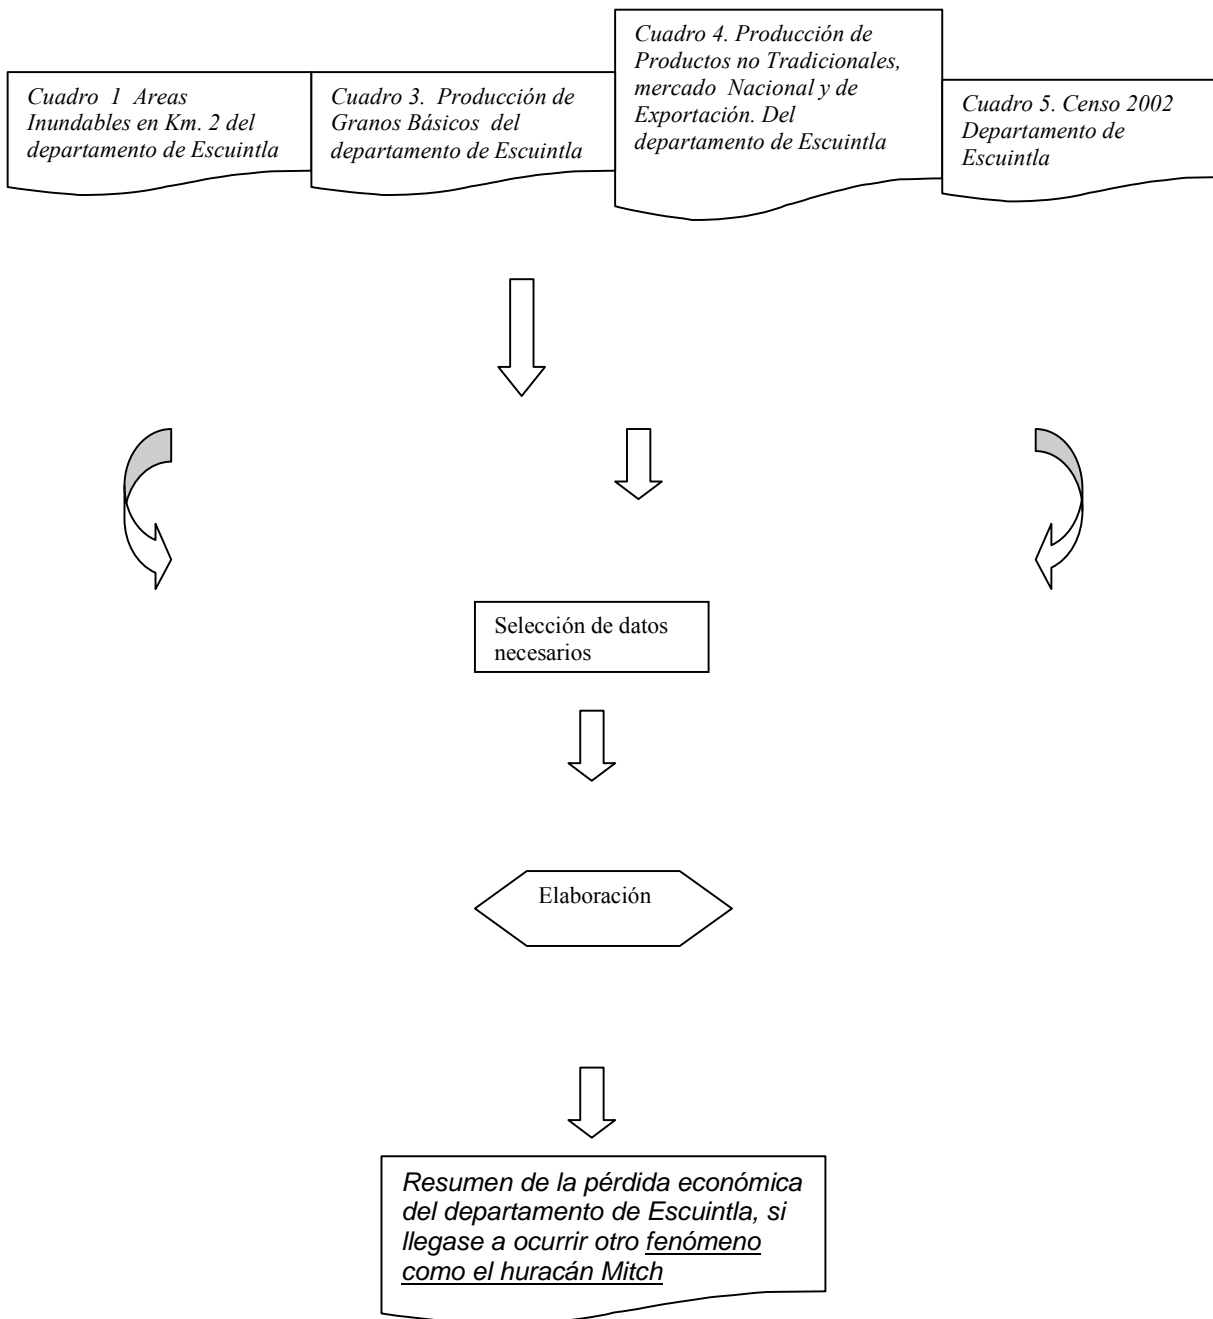 Cuadro 1 Areas
Inundables en Km. 2 del
departamento de Escuintla
Cuadro 3. Producción de
Granos Básicos del
departamento de Escuintla
Cuadro 4. Producción de
Productos no Tradicionales,
mercado Nacional y de
Exportación. Del
departamento de Escuintla
Cuadro 5. Censo 2002
Departamento de
Escuintla
Selección de datos
necesarios
Elaboración
Resumen de la pérdida económica
del departamento de Escuintla, si
llegase a ocurrir otro fenómeno
como el huracán Mitch